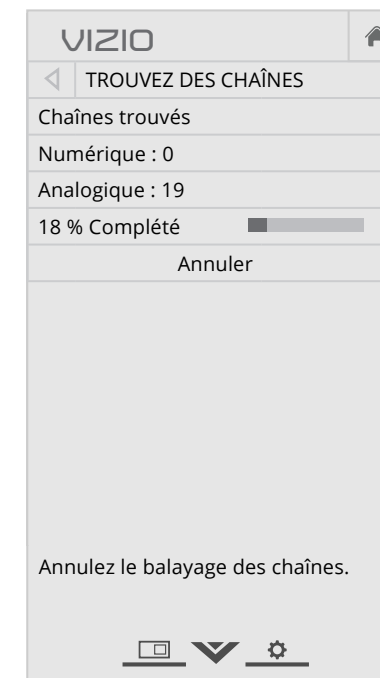 VIZIO
TROUVEZ DES CHAÎNES
Chaînes trouvés
Numérique : 0
Analogique : 19
18 % Complété
Annuler
Annulez le balayage des chaînes.